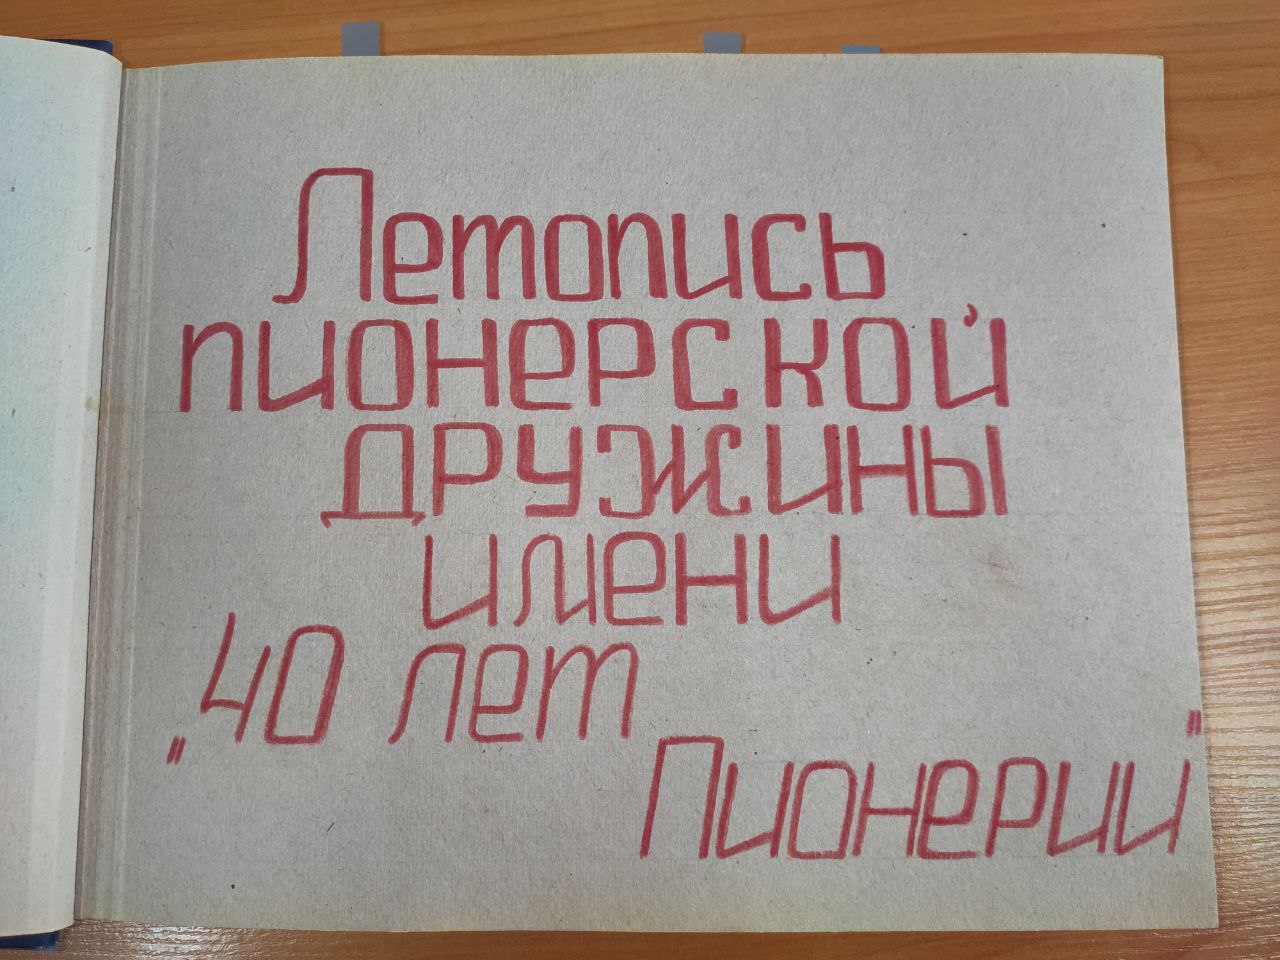 Летопись
пионерской
дружины
имени
„40 лет
Пионерии"